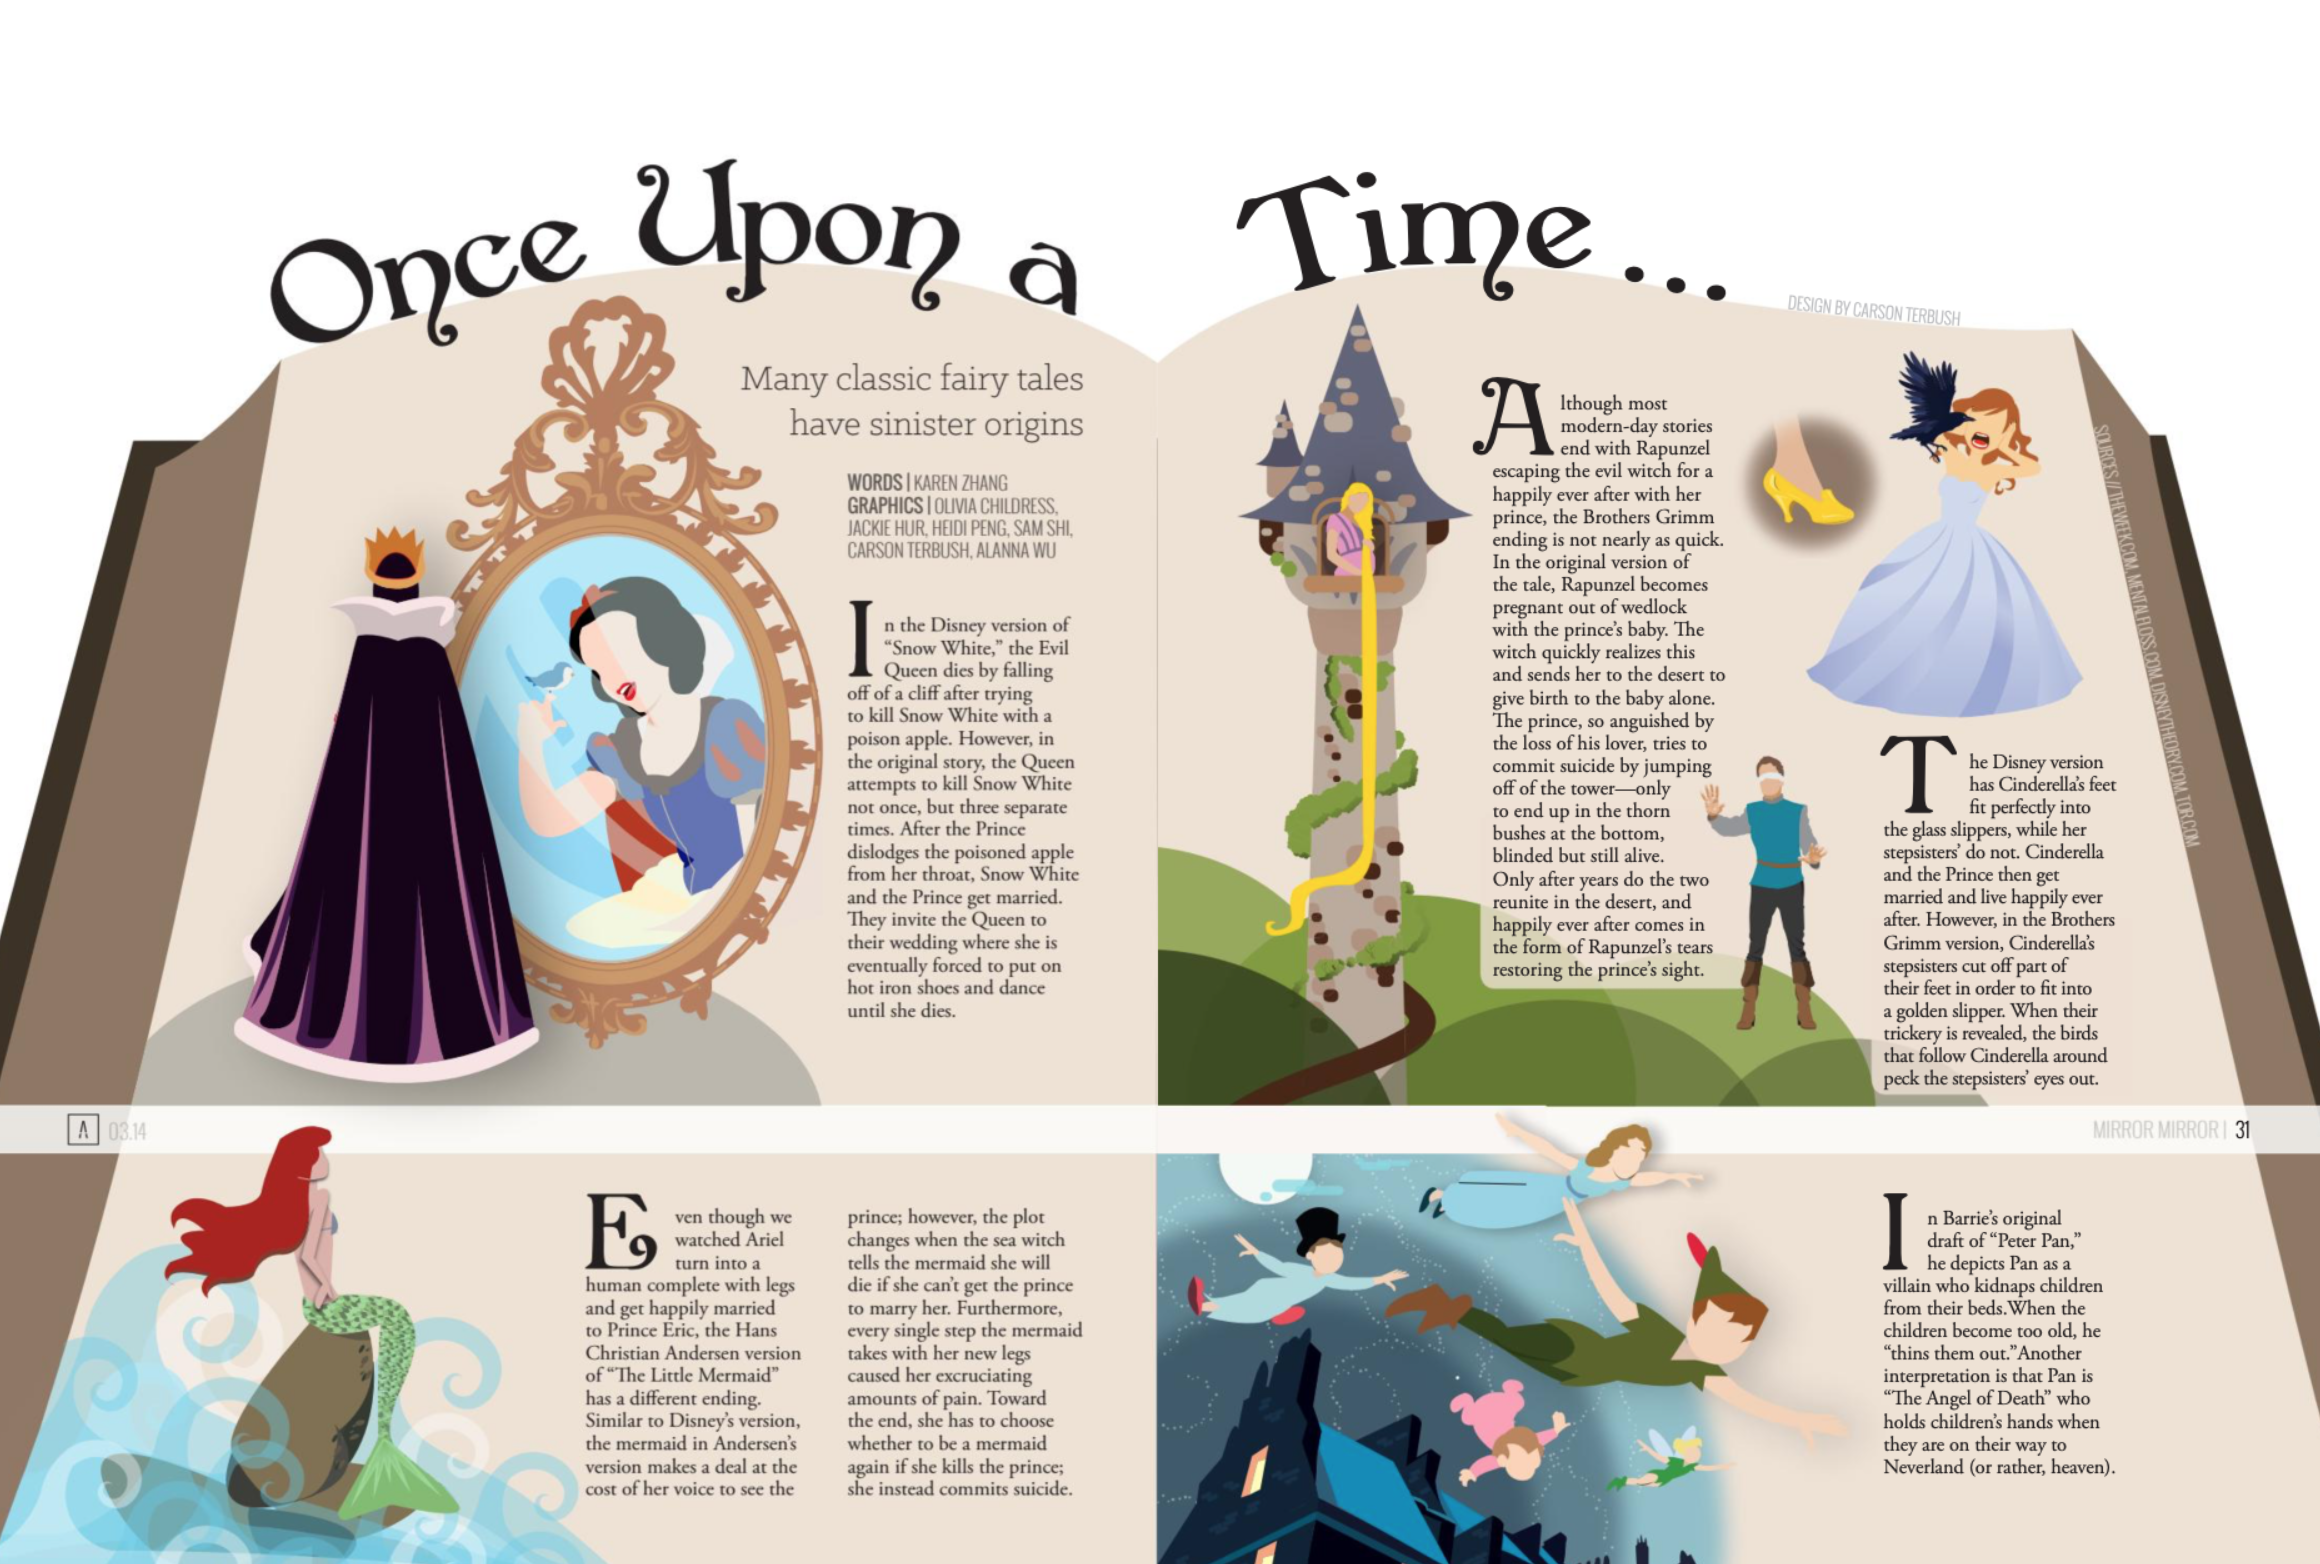 Once Upon a Time...
DESIGN BY CARSON TERBUSH
Many classic fairy tales
have sinister origins
WORDS | KAREN ZHANG
GRAPHICS | OLIVIA CHILDRESS,
JACKIE HUR, HEIDI PENG, SAM SHI,
CARSON TERBUSH, ALANNA WU
In the Disney version of
“Snow White,” the Evil
Queen dies by falling
off of a cliff after trying
to kill Snow White with a
poison apple. However, in
the original story, the Queen
attempts to kill Snow White
not once, but three separate
times. After the Prince
dislodges the poisoned apple
from her throat, Snow White
and the Prince get married.
They invite the Queen to
their wedding where she is
eventually forced to put on
hot iron shoes and dance
until she dies.
Although most
modern-day stories
end with Rapunzel
escaping the evil witch for a
happily ever after with her
prince, the Brothers Grimm
ending is not nearly as quick.
In the original version of
the tale, Rapunzel becomes
pregnant out of wedlock
with the prince’s baby. The
witch quickly realizes this
and sends her to the desert to
give birth to the baby alone.
The prince, so anguished by
the loss of his lover, tries to
commit suicide by jumping
off of the tower—only
to end up in the thorn
bushes at the bottom,
blinded but still alive.
Only after years do the two
reunite in the desert, and
happily ever after comes in
the form of Rapunzel’s tears
restoring the prince’s sight.
The Disney version
has Cinderella’s feet
fit perfectly into
the glass slippers, while her
stepsisters’ do not. Cinderella
and the Prince then get
married and live happily ever
after. However, in the Brothers
Grimm version, Cinderella’s
stepsisters cut off part of
their feet in order to fit into
a golden slipper. When their
trickery is revealed, the birds
that follow Cinderella around
peck the stepsisters’ eyes out.
SOURCES // THEWEEK.COM, MENTALFLOSS.COM, DISNEYTHEORY.COM, TOR.COM
A 03.14
MIRROR MIRROR | 31
Even though we
watched Ariel
turn into a
human complete with legs
and get happily married
to Prince Eric, the Hans
Christian Andersen version
of “The Little Mermaid”
has a different ending.
Similar to Disney’s version,
the mermaid in Andersen’s
version makes a deal at the
cost of her voice to see the
prince; however, the plot
changes when the sea witch
tells the mermaid she will
die if she can’t get the prince
to marry her. Furthermore,
every single step the mermaid
takes with her new legs
caused her excruciating
amounts of pain. Toward
the end, she has to choose
whether to be a mermaid
again if she kills the prince;
she instead commits suicide.
In Barrie’s original
draft of “Peter Pan,”
he depicts Pan as a
villain who kidnaps children
from their beds.When the
children become too old, he
“thins them out.”Another
interpretation is that Pan is
“The Angel of Death” who
holds children’s hands when
they are on their way to
Neverland (or rather, heaven).